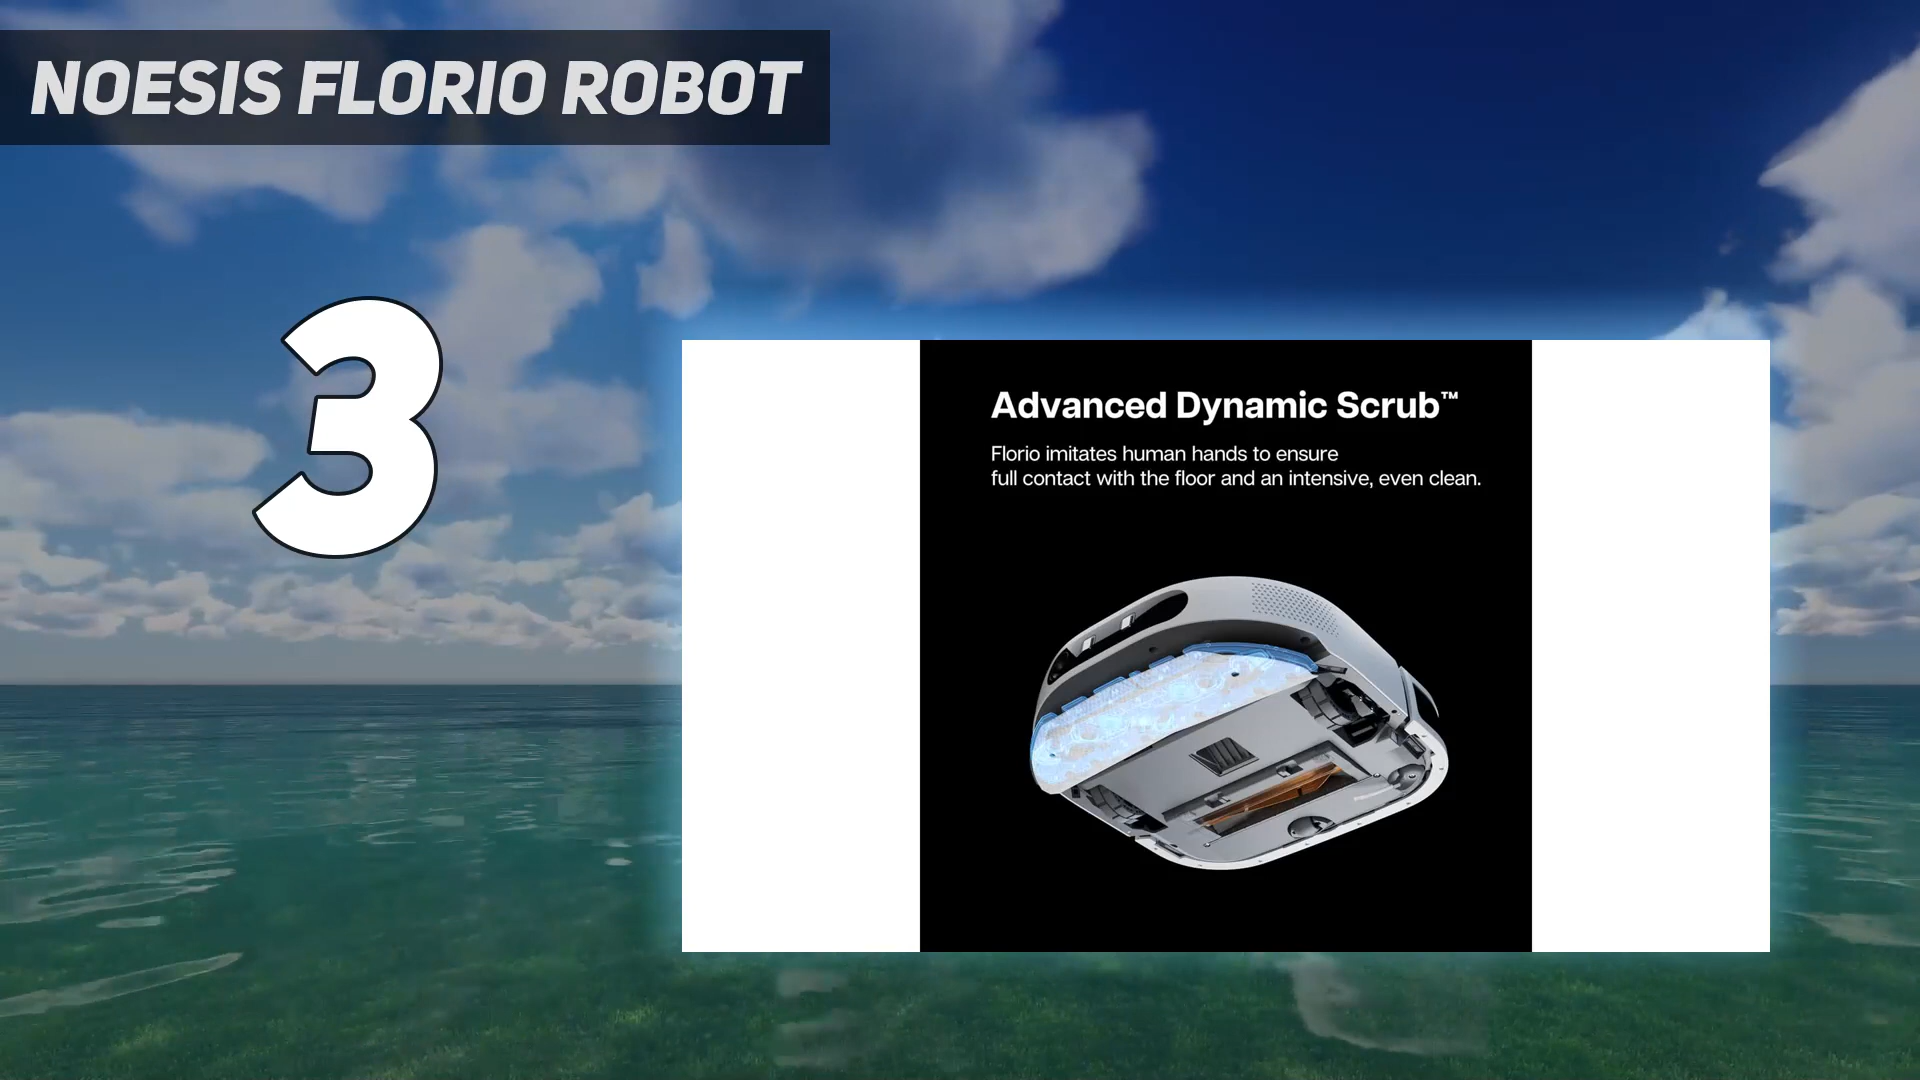 NOESIS FLORIO ROBOT
3
Advanced Dynamic Scrub™
Florio imitates human hands to ensure
full contact with the floor and an intensive, even clean.